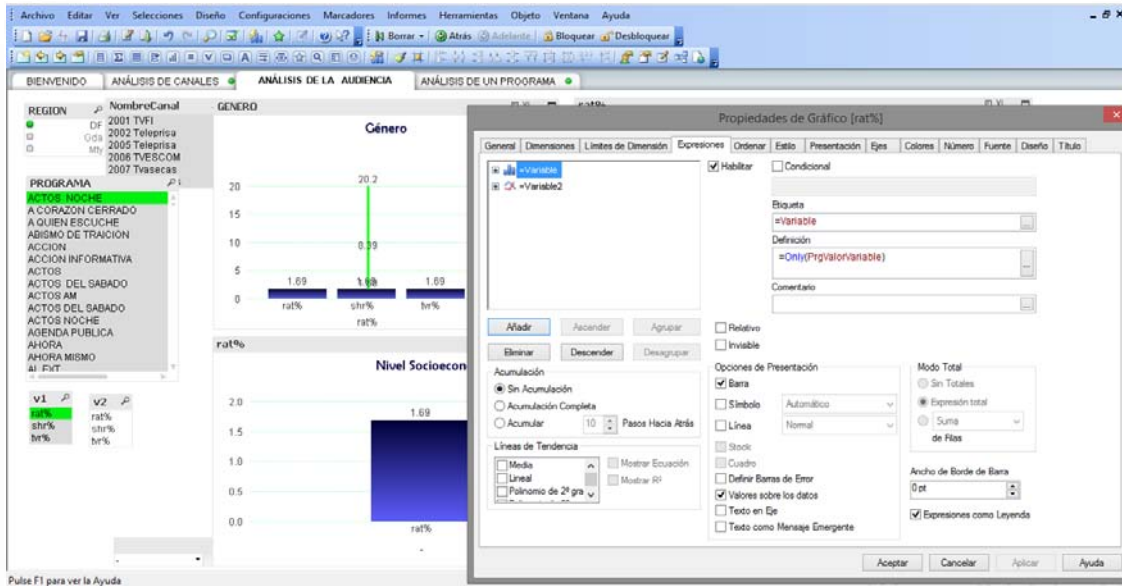 Archivo Editar Ver Selecciones Diseño Configuraciones Marcadores Informes Herramientas Objeto Ventana Ayuda
Borrar Atrás Adelante Bloquear Desbloquear
BIENVENIDO ANÁLISIS DE CANALES ANÁLISIS DE LA AUDIENCIA ANÁLISIS DE UN PROGRAMA
REGION
DF
Gda
Mty
NombreCanal
2001 TVFI
2002 Teleprisa
2005 Teleprisa
2006 TVESCOM
2007 Tvasecas
PROGRAMA
ACTOS NOCHE
A CORAZON CERRADO
A QUIEN ESCUCHE
ABISMO DE TRAICION
ACCION
ACCION INFORMATIVA
ACTOS
ACTOS DEL SABADO
ACTOS AM
ACTOS DEL SABADO
ACTOS NOCHE
AGENDA PUBLICA
AHORA
AHORA MISMO
v1
rat%
shr%
tvr%
v2
rat%
shr%
tvr%
GENERO
Género
20
15
10
5
0
20.2
1.69
1.69
rat% shr% tvr%
rat%
rat%
Nivel Socioecon
2.0
1.5
1.0
0.5
0.0
1.69
rat%
-
rat%
Propiedades de Gráfico [rat%]
General Dimensiones Límites de Dimensión Expresiones Ordenar Estilo Presentación Ejes Colores Número Fuente Diseño Título
=Variable
=Variable2
Habilitar Condicional
Etiqueta
=Variable
Definición
=Only(PrgValorVariable)
Comentario
Añadir Ascender Agrupar
Eliminar Descender Desagrupar
Relativo
Invisible
Acumulación
Sin Acumulación
Acumulación Completa
Acumular 10 Pasos Hacia Atrás
Líneas de Tendencia
Media
Lineal
Polinomio de 2º gra
Mostrar Ecuación
Mostrar R²
Opciones de Presentación
Barra
Símbolo Automático
Línea Normal
Stock
Cuadro
Definir Barras de Error
Valores sobre los datos
Texto en Eje
Texto como Mensaje Emergente
Modo Total
Sin Totales
Expresión total
Suma
de Filas
Ancho de Borde de Barra
0 pt
Expresiones como Leyenda
Aceptar Cancelar Aplicar Ayuda
Pulse F1 para ver la Ayuda